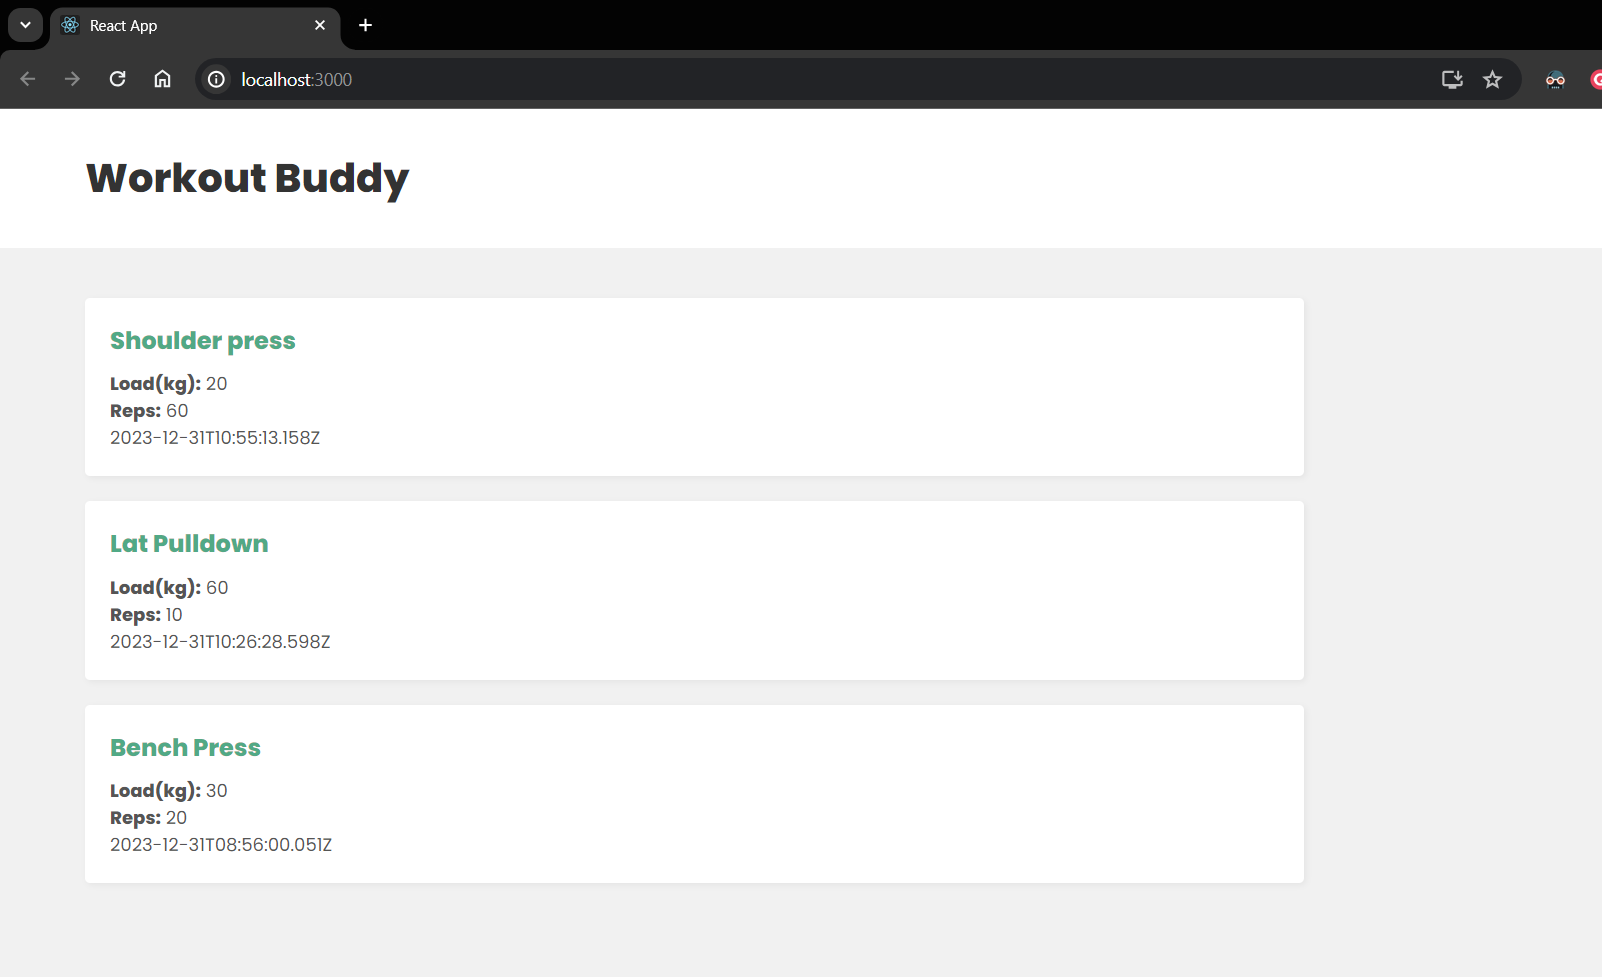 React App
localhost:3000
Workout Buddy
Shoulder press
Load(kg): 20
Reps: 60
2023-12-31T10:55:13.158Z
Lat Pulldown
Load(kg): 60
Reps: 10
2023-12-31T10:26:28.598Z
Bench Press
Load(kg): 30
Reps: 20
2023-12-31T08:56:00.051Z